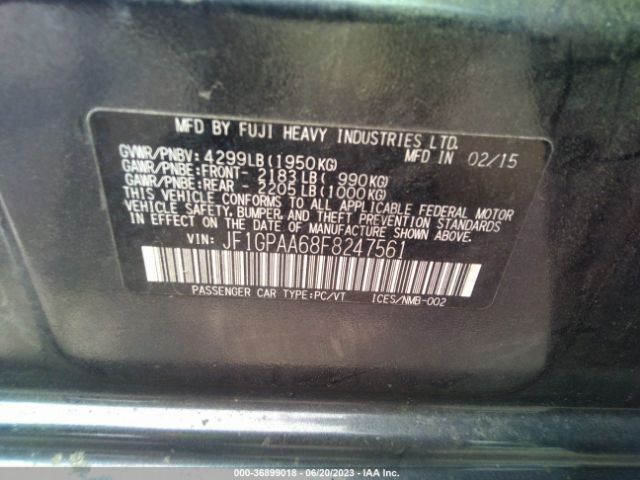 MFD BY FUJI HEAVY INDUSTRIES LTD.
GVWR/PNBV: 4299LB(1950KG) MFD IN 02/15
GAWR/PNBE:FRONT- 2183LB( 990KG)
GAWR/PNBE:REAR - 2205LB(1000KG)
THIS VEHICLE CONFORMS TO ALL APPLICABLE FEDERAL MOTOR
VEHICLE SAFETY, BUMPER, AND THEFT PREVENTION STANDARDS
IN EFFECT ON THE DATE OF MANUFACTURE SHOWN ABOVE.
VIN: JF1GPAA68F8247561
PASSENGER CAR TYPE:PC/VT ICES/NMB-002
000-36899018 - 06/20/2023 - IAA Inc.